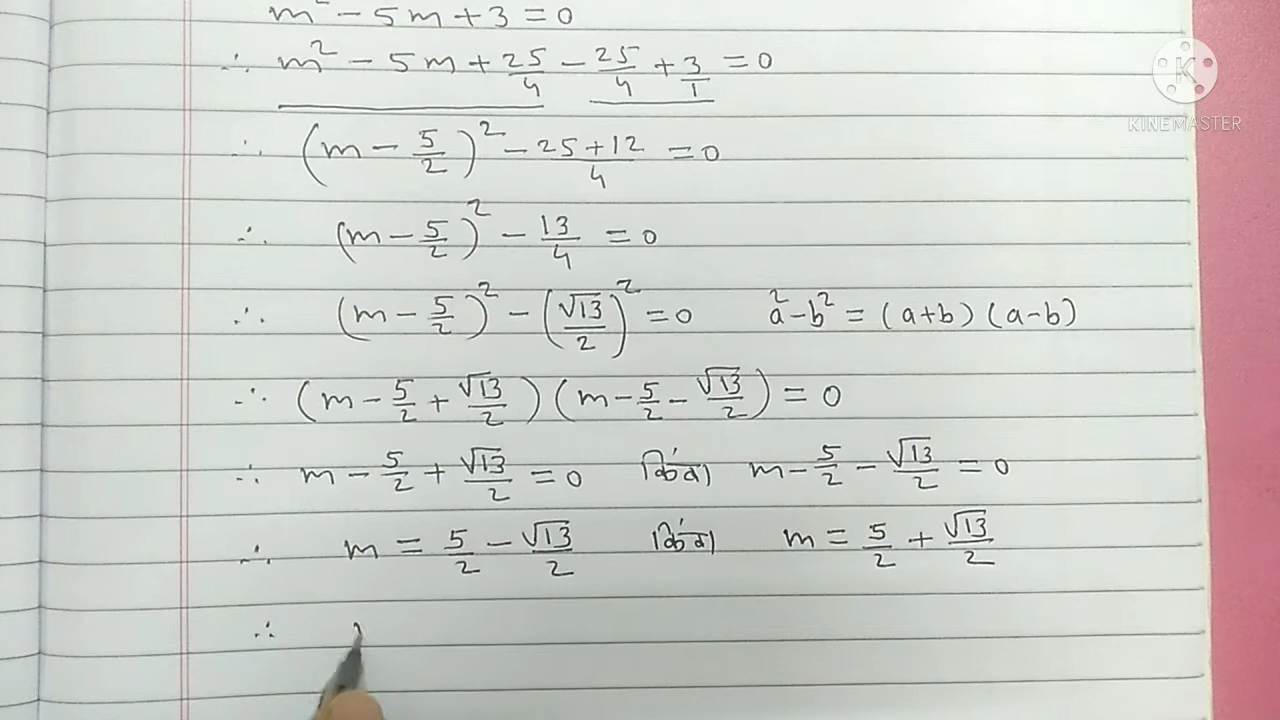 m² - 5m + 3 = 0
∴ m² - 5m + 25/4 - 25/4 + 3/1 = 0
∴ (m - 5/2)² - 25+12/4 = 0
∴ (m - 5/2)² - 13/4 = 0
∴ (m - 5/2)² - (√13/2)² = 0 a²-b² = (a+b) (a-b)
∴ (m - 5/2 + √13/2) (m - 5/2 - √13/2) = 0
∴ m - 5/2 + √13/2 = 0 किंवा m - 5/2 - √13/2 = 0
∴ m = 5/2 - √13/2 किंवा m = 5/2 + √13/2
∴
K
KINEMASTER